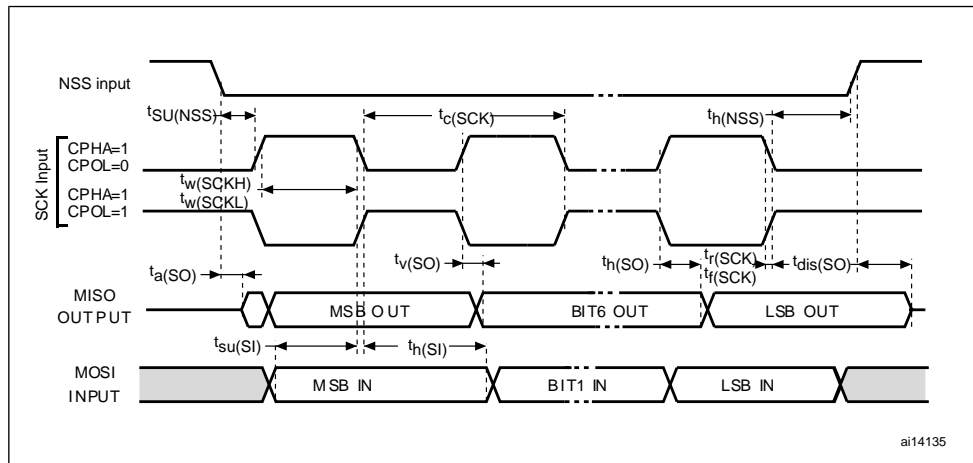 NSS input
tSU(NSS)
tc(SCK)
th(NSS)
SCK Input
CPHA=1
CPOL=0
tw(SCKH)
tw(SCKL)
CPHA=1
CPOL=1
ta(SO)
tv(SO)
th(SO)
tr(SCK)
tf(SCK)
tdis(SO)
MISO
OUTPUT
MSB OUT
BIT6 OUT
LSB OUT
tsu(SI)
th(SI)
MOSI
INPUT
MSB IN
BIT1 IN
LSB IN
ai14135